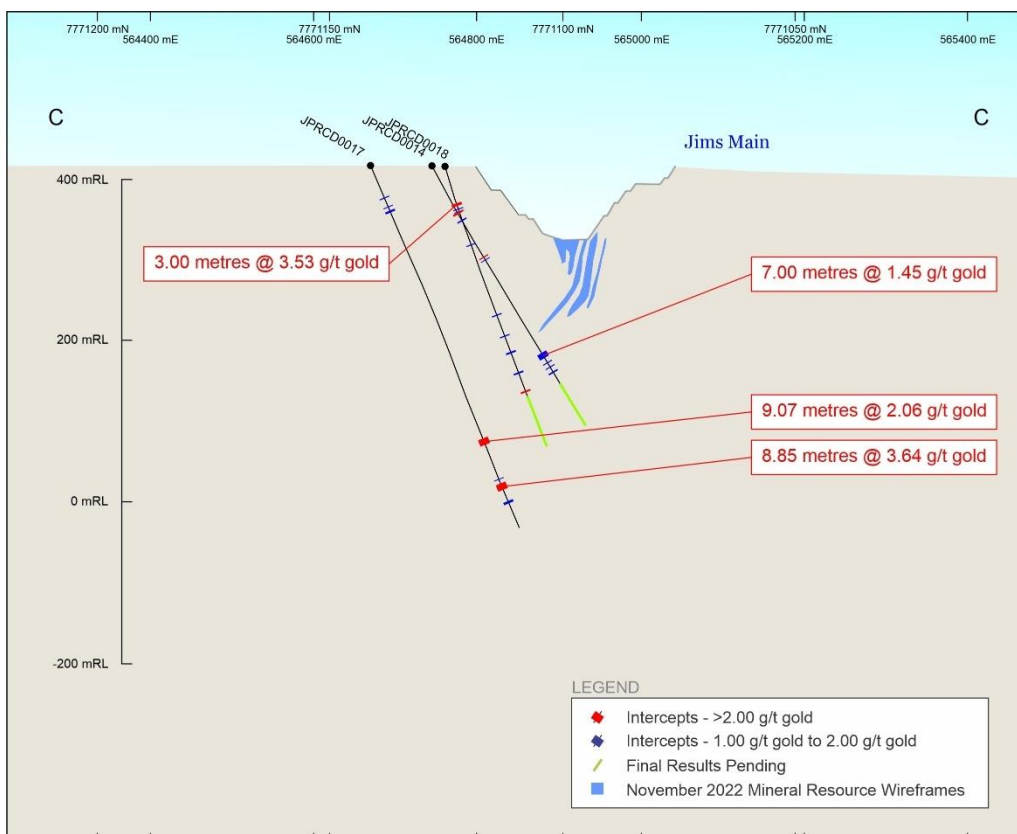 7771200 mN 7771150 mN 7771100 mN 7771050 mN
564400 mE 564600 mE 564800 mE 565000 mE 565200 mE 565400 mE
C C
JPRCD0017
JPRCD0014
JPRCD0018
Jims Main
400 mRL
3.00 metres @ 3.53 g/t gold
7.00 metres @ 1.45 g/t gold
200 mRL
9.07 metres @ 2.06 g/t gold
8.85 metres @ 3.64 g/t gold
0 mRL
-200 mRL
LEGEND
Intercepts - >2.00 g/t gold
Intercepts - 1.00 g/t gold to 2.00 g/t gold
Final Results Pending
November 2022 Mineral Resource Wireframes